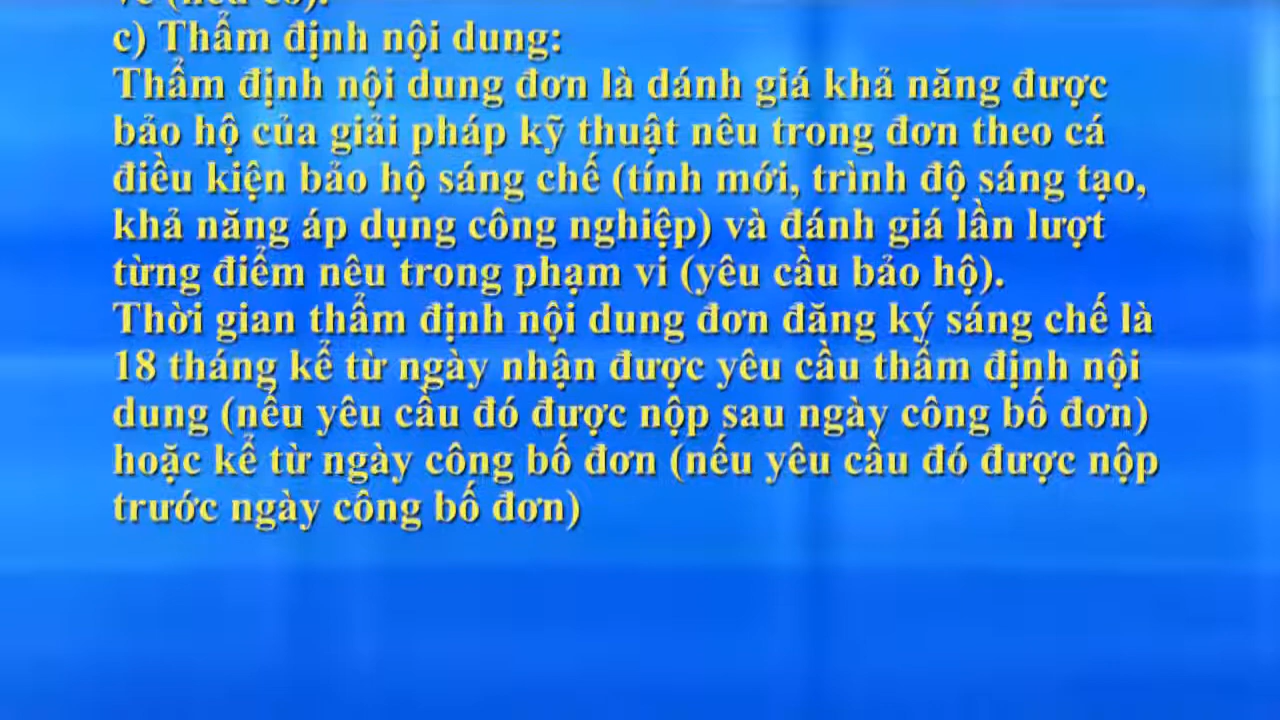 vẽ (nếu có).
c) Thẩm định nội dung:
Thẩm định nội dung đơn là dánh giá khả năng được
bảo hộ của giải pháp kỹ thuật nêu trong đơn theo cá
điều kiện bảo hộ sáng chế (tính mới, trình độ sáng tạo,
khả năng áp dụng công nghiệp) và đánh giá lần lượt
từng điểm nêu trong phạm vi (yêu cầu bảo hộ).
Thời gian thẩm định nội dung đơn đăng ký sáng chế là
18 tháng kể từ ngày nhận được yêu cầu thẩm định nội
dung (nếu yêu cầu đó được nộp sau ngày công bố đơn)
hoặc kể từ ngày công bố đơn (nếu yêu cầu đó được nộp
trước ngày công bố đơn)